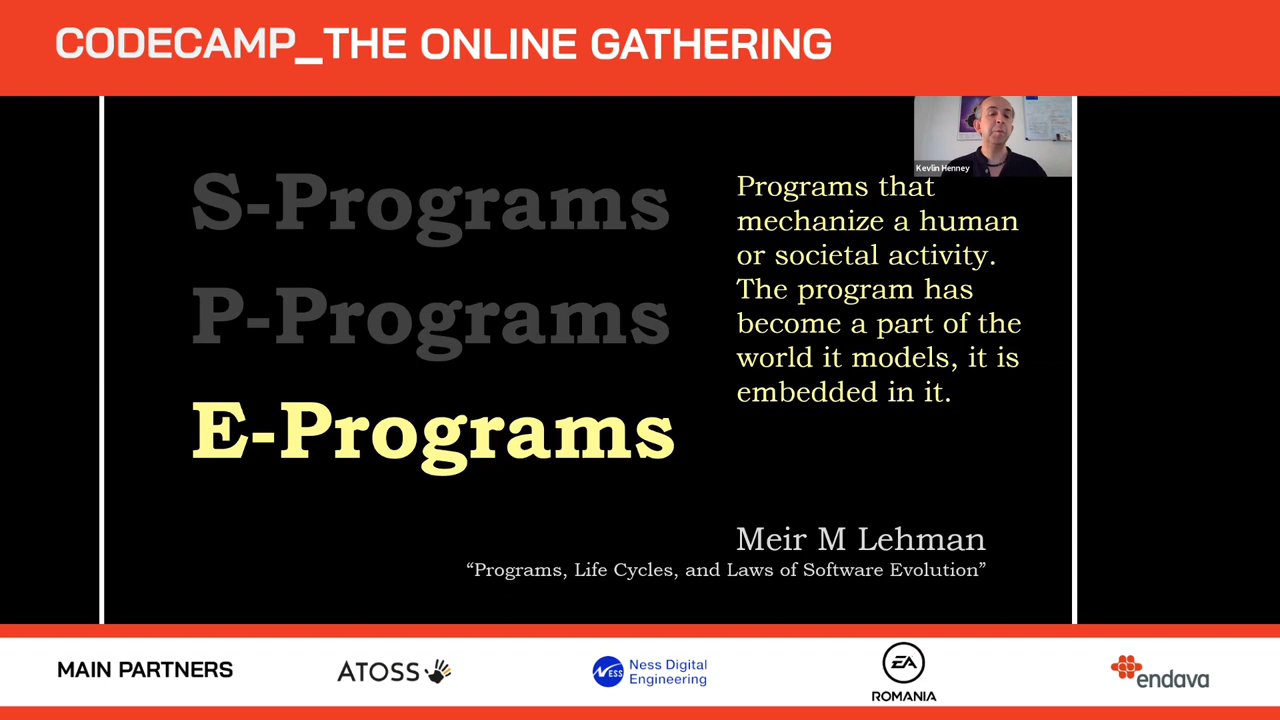 CODECAMP_THE ONLINE GATHERING
Kevlin Henney
S-Programs
P-Programs
E-Programs
Programs that
mechanize a human
or societal activity.
The program has
become a part of the
world it models, it is
embedded in it.
Meir M Lehman
“Programs, Life Cycles, and Laws of Software Evolution”
MAIN PARTNERS
ATOSS
NESS
Ness Digital
Engineering
EA
ROMANIA
endava